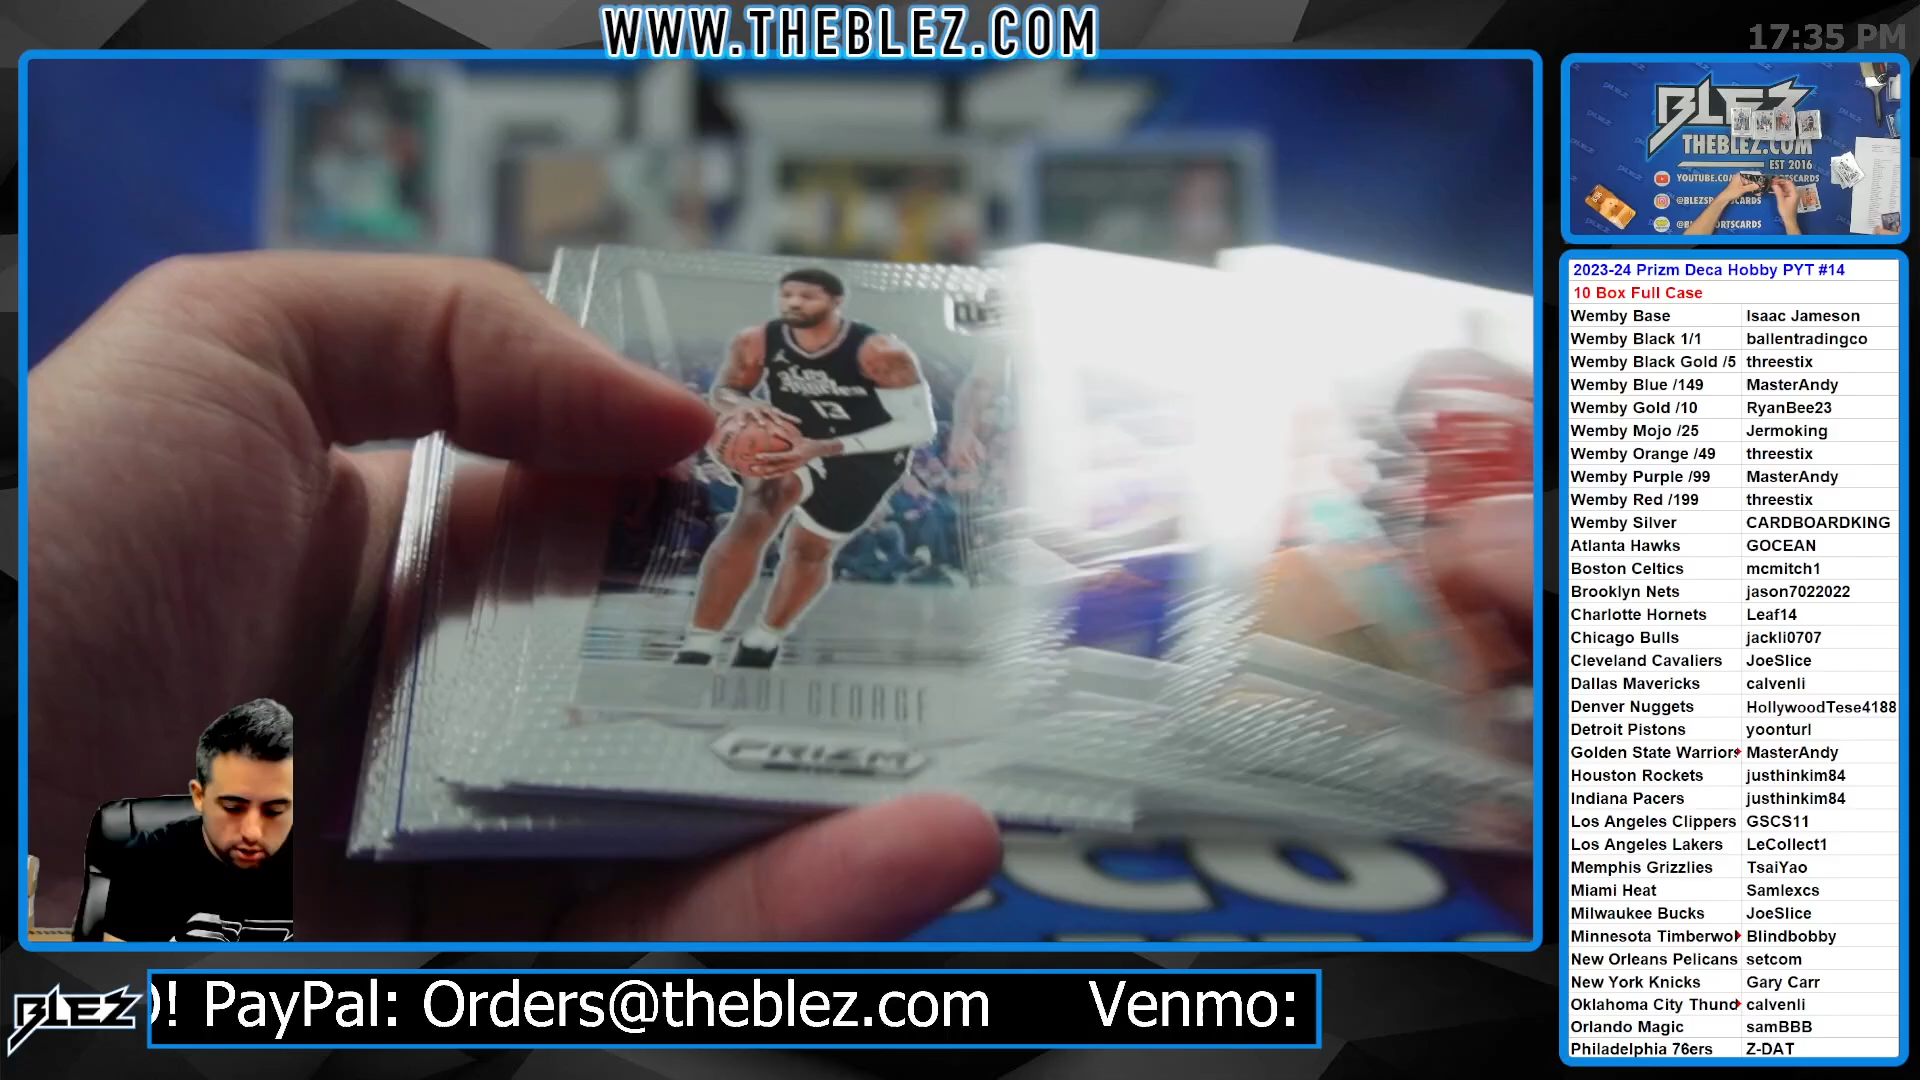 WWW.THEBLEZ.COM
17:35 PM
BLEZ
THEBLEZ.COM
EST 2016
PAUL GEORGE
PRIZM
13
2023-24 Prizm Deca Hobby PYT #14
10 Box Full Case
Wemby Base Isaac Jameson
Wemby Black 1/1 ballentradingco
Wemby Black Gold /5 threestix
Wemby Blue /149 MasterAndy
Wemby Gold /10 RyanBee23
Wemby Mojo /25 Jermoking
Wemby Orange /49 threestix
Wemby Purple /99 MasterAndy
Wemby Red /199 threestix
Wemby Silver CARDBOARDKING
Atlanta Hawks GOCEAN
Boston Celtics mcmitch1
Brooklyn Nets jason7022022
Charlotte Hornets Leaf14
Chicago Bulls jackli0707
Cleveland Cavaliers JoeSlice
Dallas Mavericks calvenli
Denver Nuggets HollywoodTese4188
Detroit Pistons yoonturl
Golden State Warriors MasterAndy
Houston Rockets justhinkim84
Indiana Pacers justhinkim84
Los Angeles Clippers GSCS11
Los Angeles Lakers LeCollect1
Memphis Grizzlies TsaiYao
Miami Heat Samlexcs
Milwaukee Bucks JoeSlice
Minnesota Timberwol Blindbobby
New Orleans Pelicans setcom
New York Knicks Gary Carr
Oklahoma City Thund calvenli
Orlando Magic samBBB
Philadelphia 76ers Z-DAT
BLEZ
! PayPal: Orders@theblez.com Venmo: